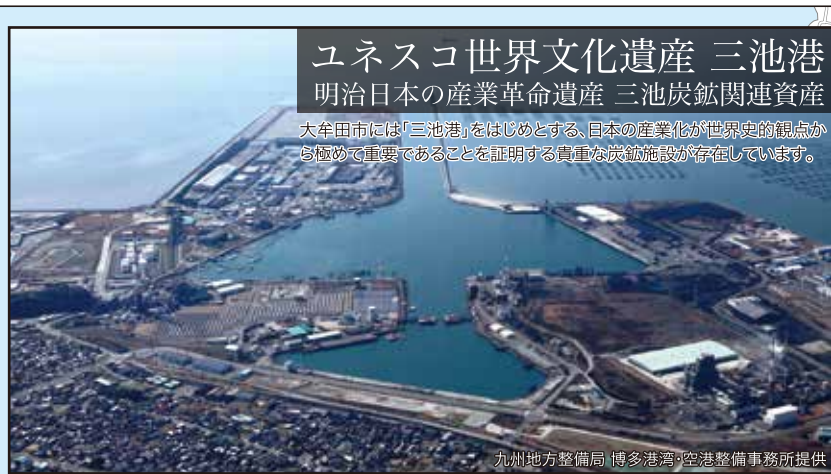 ユネスコ世界文化遺産 三池港
明治日本の産業革命遺産 三池炭鉱関連資産
大牟田市には「三池港」をはじめとする、日本の産業化が世界史的観点か
ら極めて重要であることを証明する貴重な炭鉱施設が存在しています。
九州地方整備局 博多港湾・空港整備事務所提供